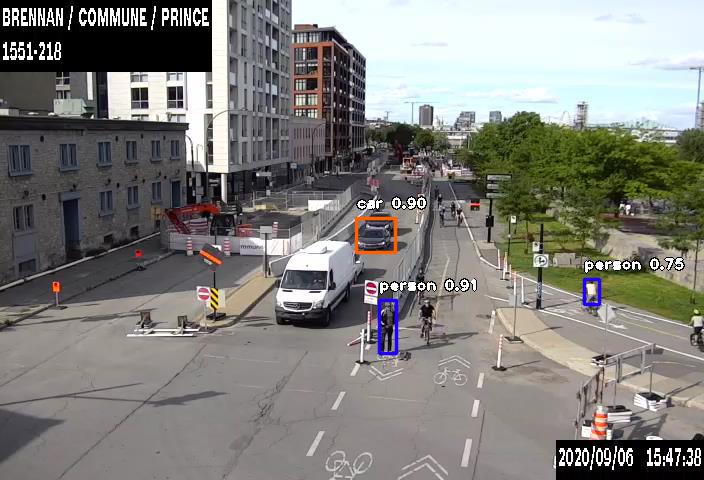 BRENNAN / COMMUNE / PRINCE
1551-218
car 0.90
person 0.75
person 0.91
2020/09/06 15:47:38